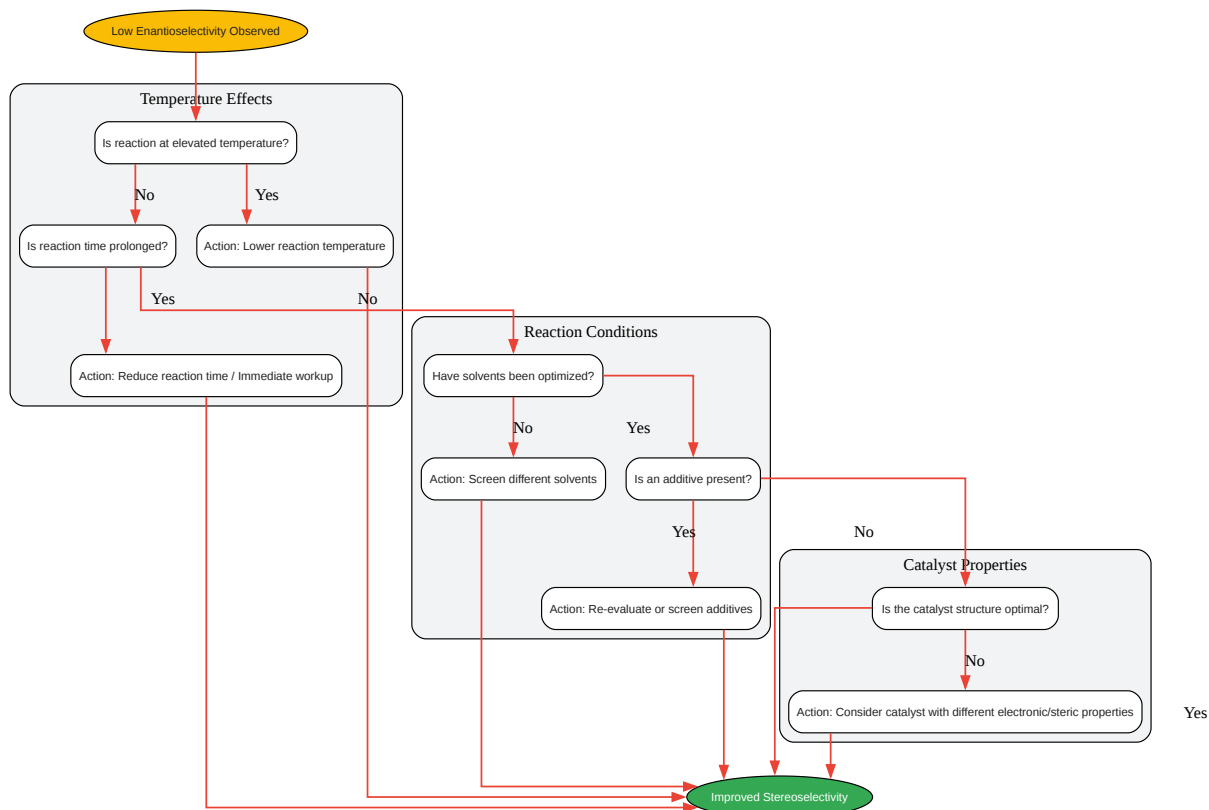 Low Enantioselectivity Observed
Temperature Effects
Is reaction at elevated temperature?
No
Yes
Is reaction time prolonged?
Action: Lower reaction temperature
Yes
No
Reaction Conditions
Action: Reduce reaction time / Immediate workup
Have solvents been optimized?
No
Yes
Action: Screen different solvents
Is an additive present?
Yes
No
Catalyst Properties
Action: Re-evaluate or screen additives
Is the catalyst structure optimal?
No
Action: Consider catalyst with different electronic/steric properties
Yes
Improved Stereoselectivity